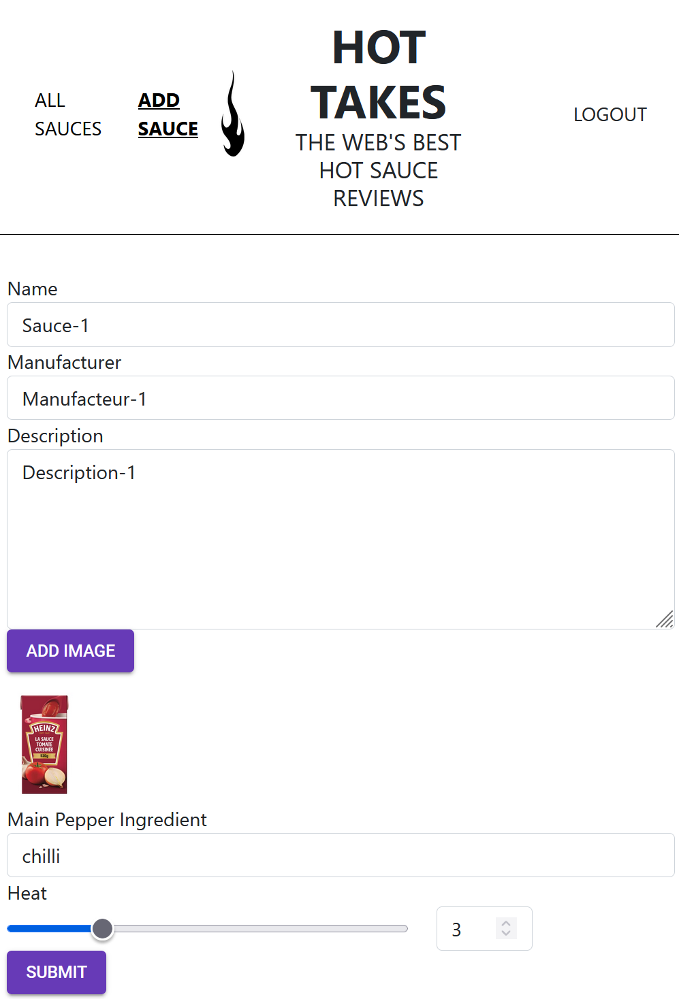 ALL
SAUCES
ADD
SAUCE
HOT
TAKES
THE WEB'S BEST
HOT SAUCE
REVIEWS
LOGOUT
Name
Sauce-1
Manufacturer
Manufacteur-1
Description
Description-1
ADD IMAGE
HEINZ
LA SAUCE
TOMATE
CUISINÉE
520g
Main Pepper Ingredient
chilli
Heat
3
SUBMIT